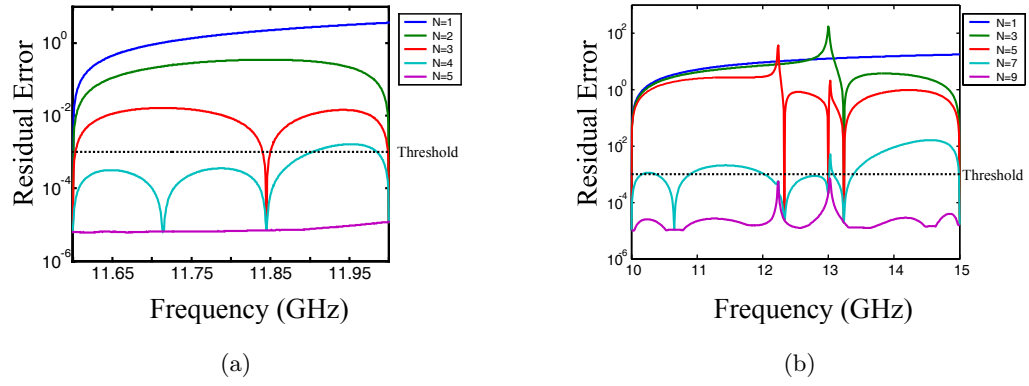 Residual Error
10^0
10^-2
10^-4
10^-6
11.65
11.75
11.85
11.95
Frequency (GHz)
N=1
N=2
N=3
N=4
N=5
Threshold
(a)
Residual Error
10^2
10^0
10^-2
10^-4
10^-6
10
11
12
13
14
15
Frequency (GHz)
N=1
N=3
N=5
N=7
N=9
Threshold
(b)